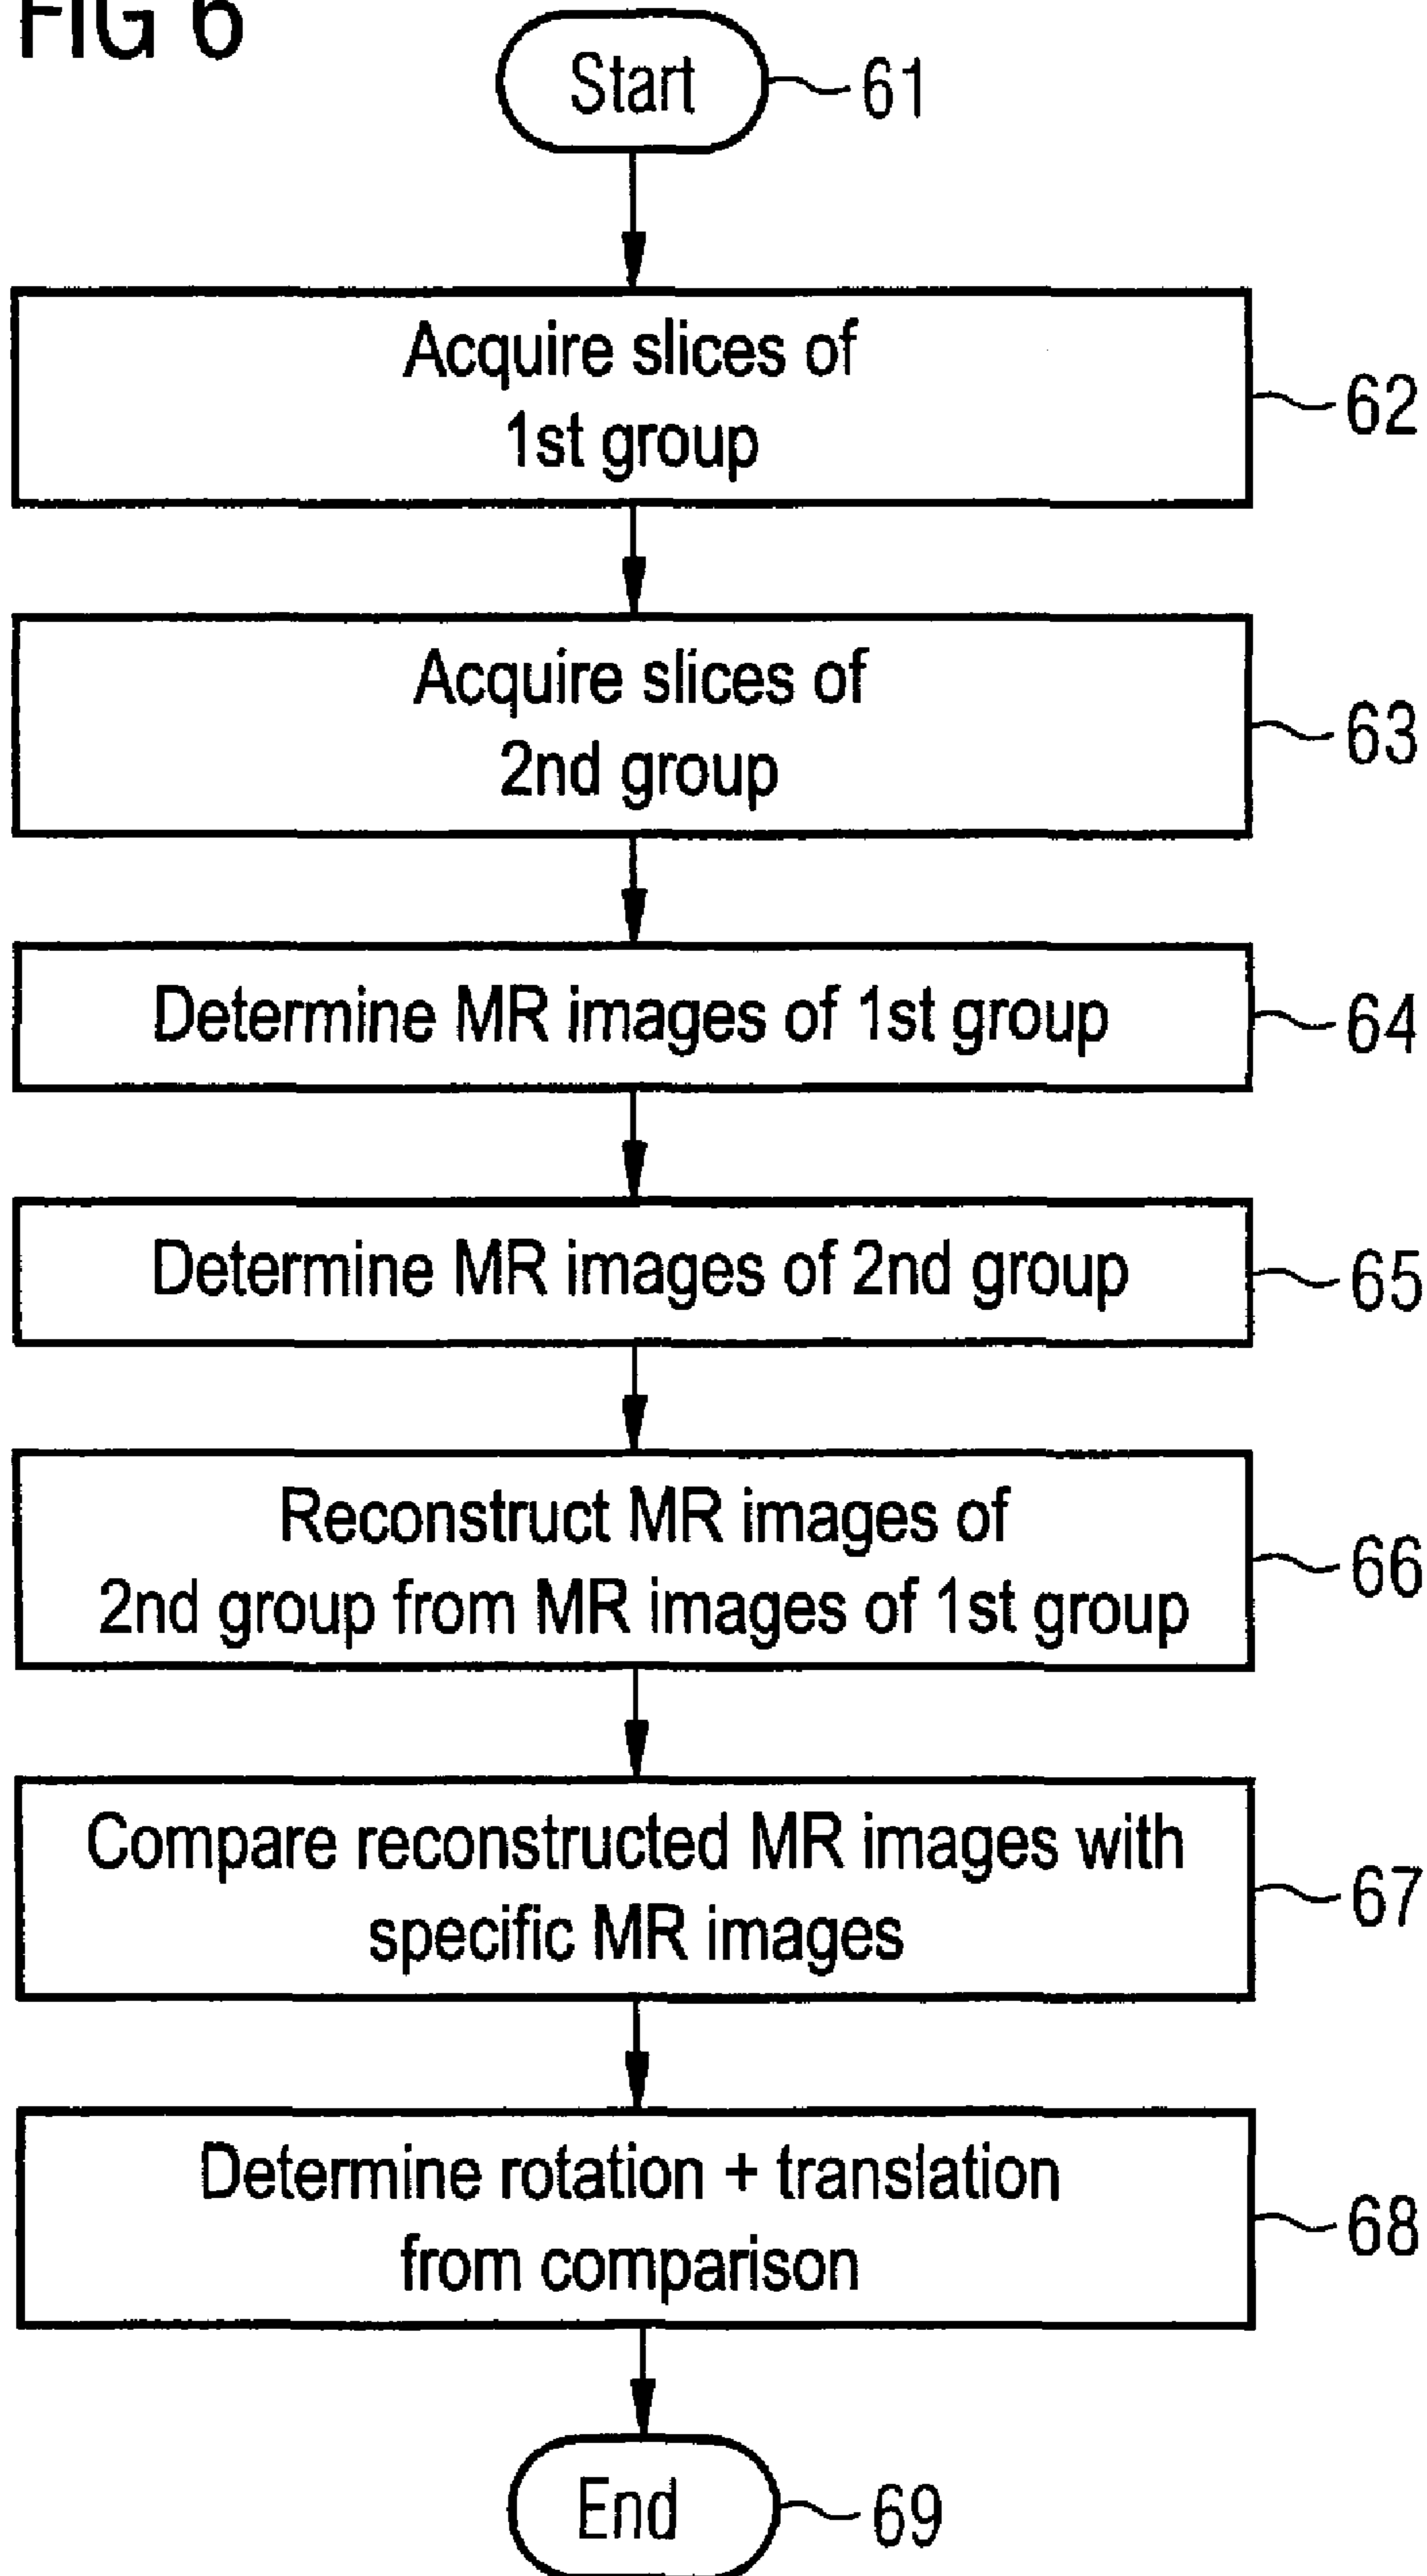 FIG 6
Start 61
Acquire slices of
1st group
62
Acquire slices of
2nd group
63
Determine MR images of 1st group 64
Determine MR images of 2nd group 65
Reconstruct MR images of
2nd group from MR images of 1st group
66
Compare reconstructed MR images with
specific MR images
67
Determine rotation + translation
from comparison
68
End 69